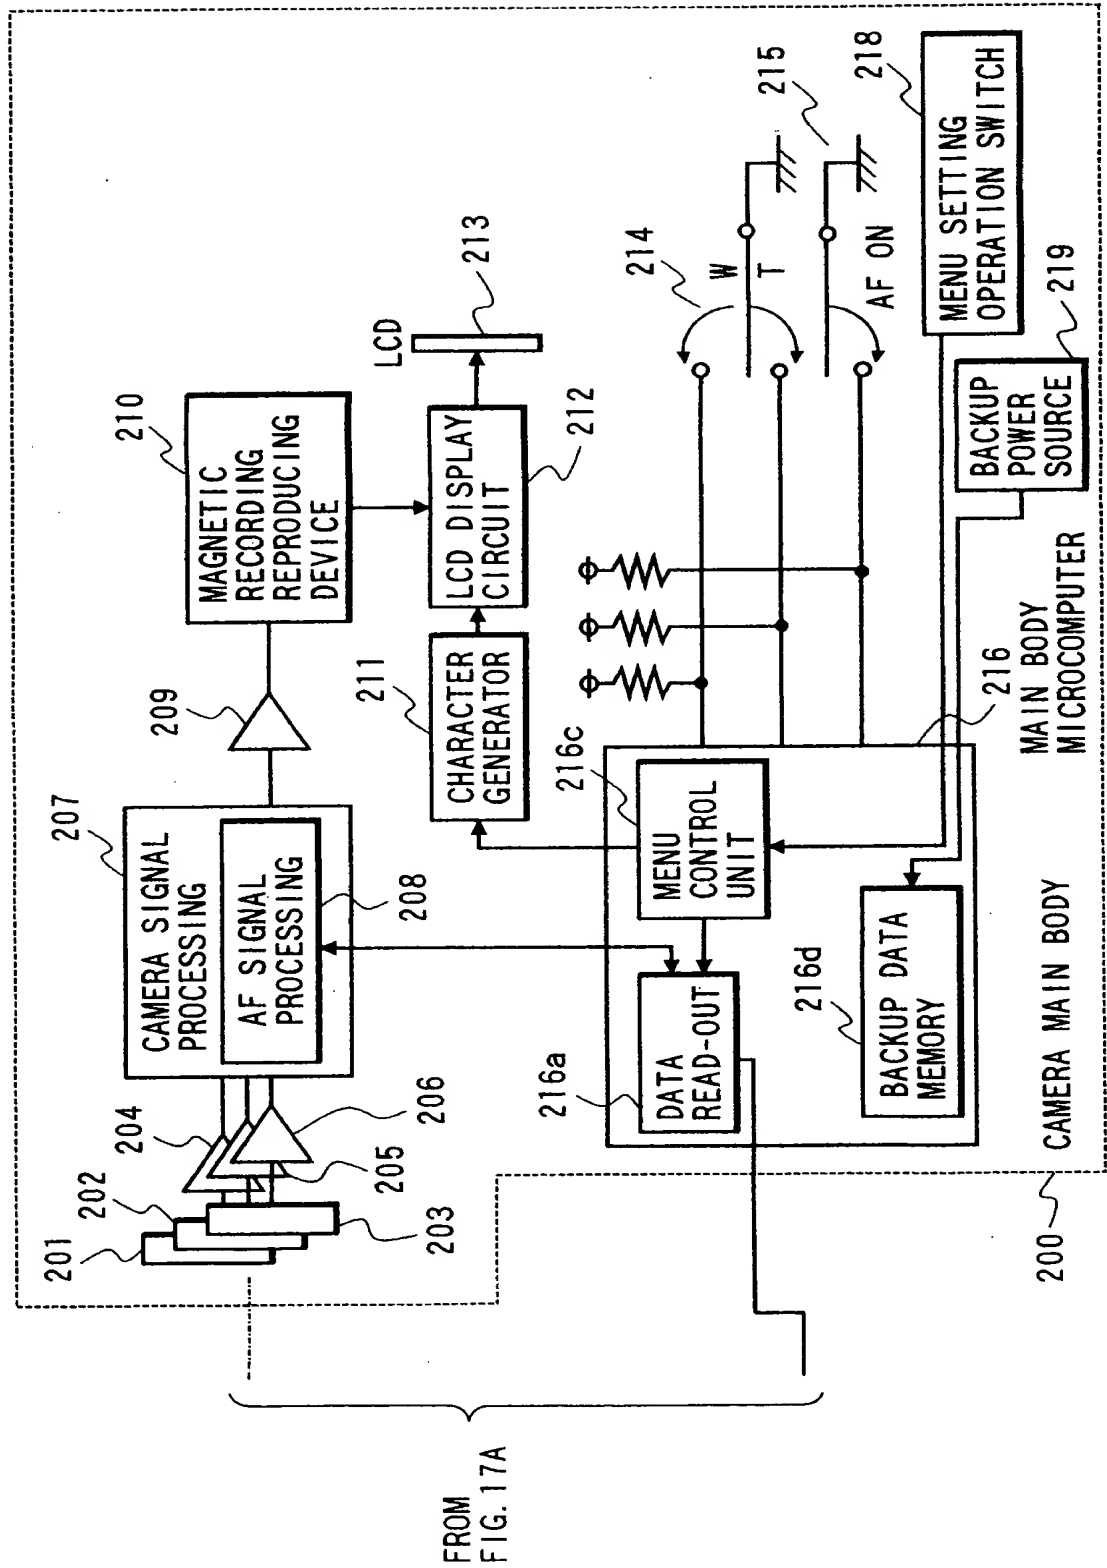 FROM
FIG. 17A
201
202
203
204
205
206
207
CAMERA SIGNAL
PROCESSING
AF SIGNAL
PROCESSING
208
209
210
MAGNETIC
RECORDING
REPRODUCING
DEVICE
211
CHARACTER
GENERATOR
LCD DISPLAY
CIRCUIT
212
LCD
213
214
W
T
215
AF ON
218
MENU SETTING
OPERATION SWITCH
219
BACKUP
POWER
SOURCE
216c
MENU
CONTROL
UNIT
216a
DATA
READ-OUT
216d
BACKUP DATA
MEMORY
216
MAIN BODY
MICROCOMPUTER
200
CAMERA MAIN BODY